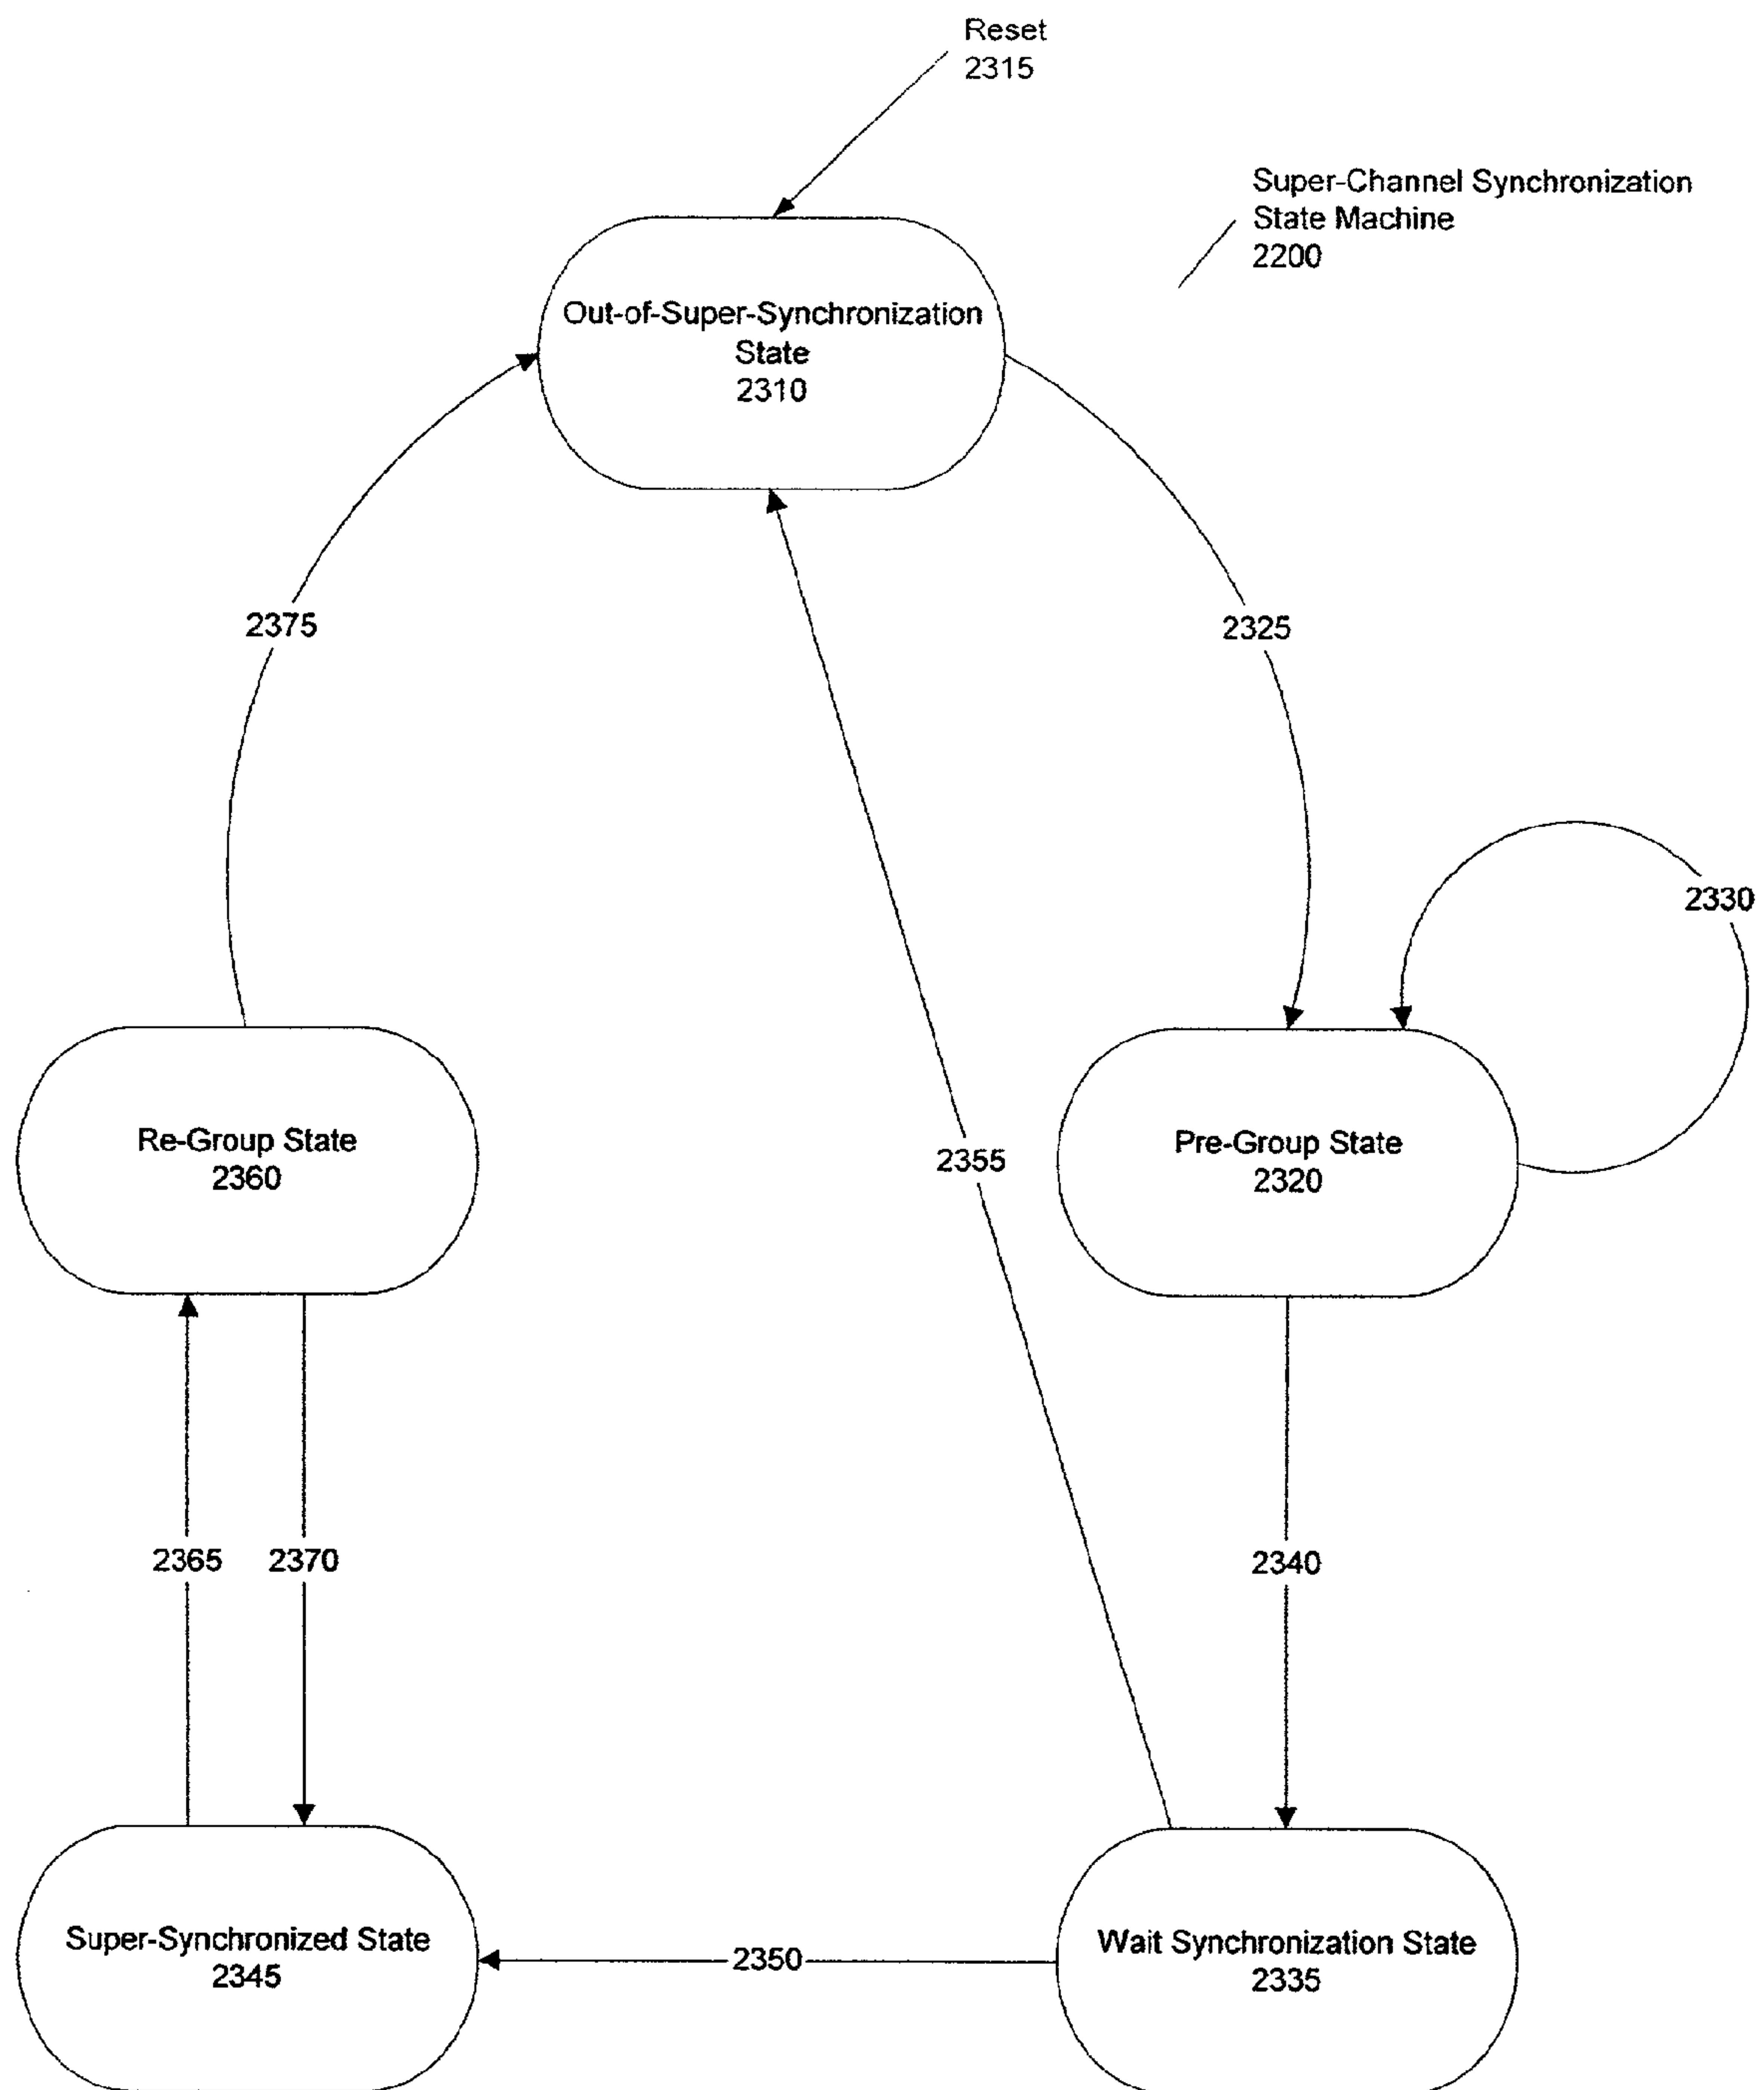 Reset
2315
Super-Channel Synchronization
State Machine
2200
Out-of-Super-Synchronization
State
2310
2375
2325
2330
Re-Group State
2360
2355
Pre-Group State
2320
2365
2370
2340
Super-Synchronized State
2345
2350
Wait Synchronization State
2335